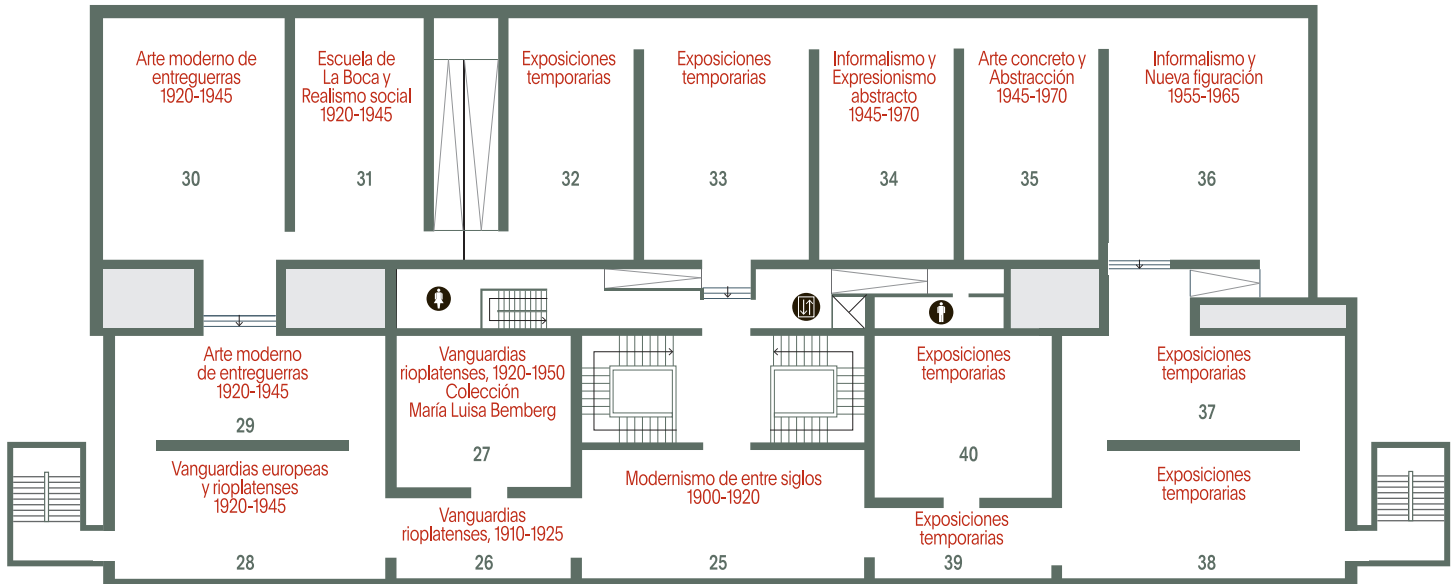 Arte moderno de
entreguerras
1920-1945
30
Escuela de
La Boca y
Realismo social
1920-1945
31
Exposiciones
temporarias
32
Exposiciones
temporarias
33
Informalismo y
Expresionismo
abstracto
1945-1970
34
Arte concreto y
Abstracción
1945-1970
35
Informalismo y
Nueva figuración
1955-1965
36
Arte moderno
de entreguerras
1920-1945
29
Vanguardias
rioplatenses, 1920-1950
Colección
María Luisa Bemberg
27
Exposiciones
temporarias
40
Exposiciones
temporarias
37
Vanguardias europeas
y rioplatenses
1920-1945
28
Vanguardias
rioplatenses, 1910-1925
26
Modernismo de entre siglos
1900-1920
25
Exposiciones
temporarias
39
Exposiciones
temporarias
38